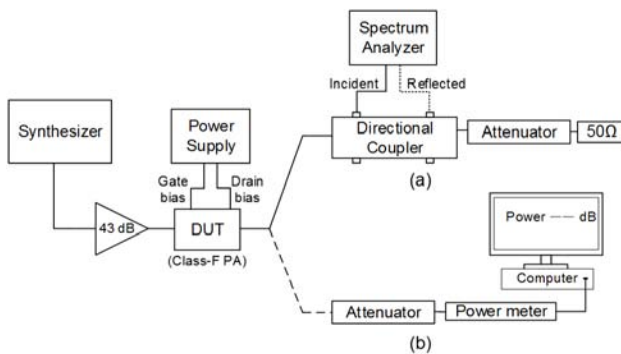 Spectrum
Analyzer
Incident
Reflected
Synthesizer
Power
Supply
Directional
Coupler
Attenuator
50Ω
(a)
Gate
bias
Drain
bias
43 dB
DUT
(Class-F PA)
Power —— dB
Computer
Attenuator
Power meter
(b)